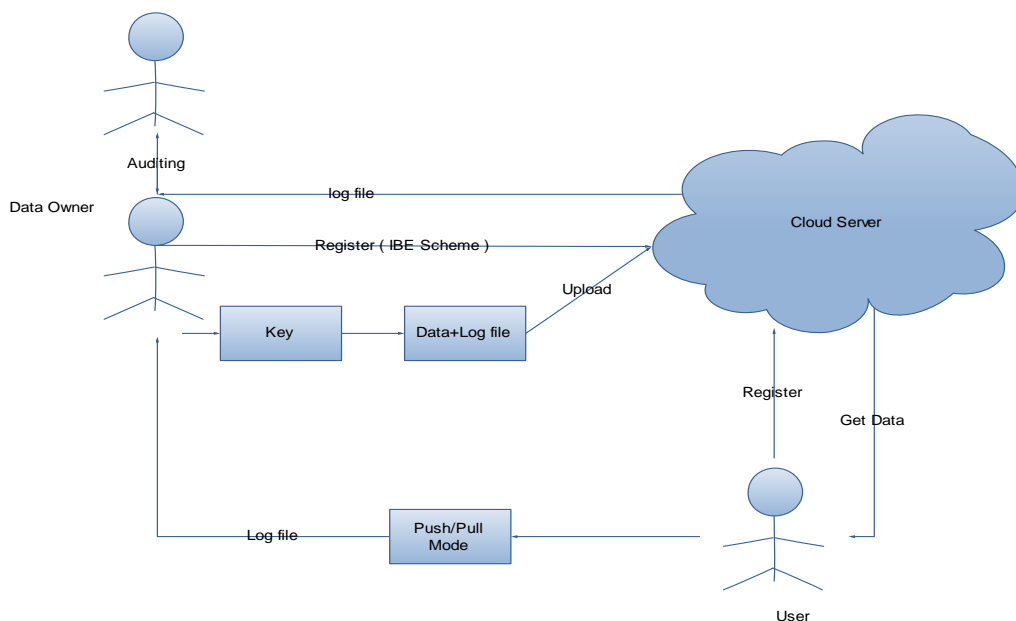 Auditing
Data Owner
log file
Cloud Server
Register ( IBE Scheme )
Upload
Key
Data+Log file
Register
Get Data
Log file
Push/Pull
Mode
User